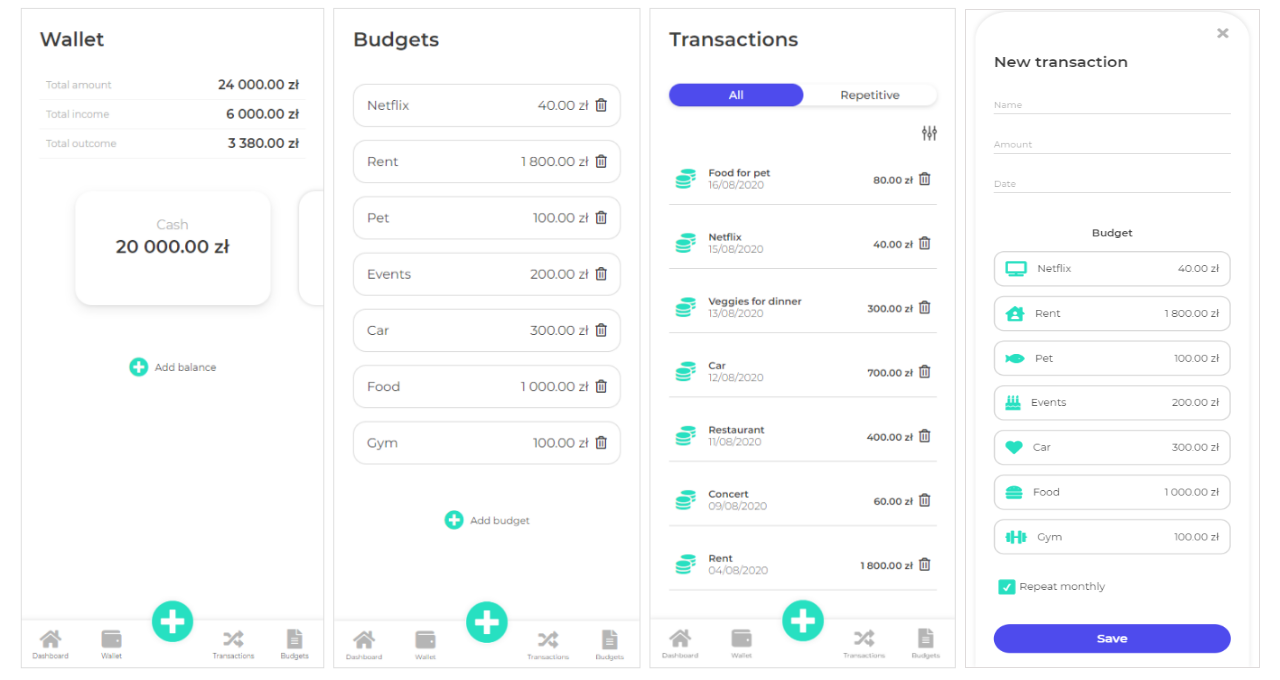 Wallet
Total amount 24 000.00 zł
Total income 6 000.00 zł
Total outcome 3 380.00 zł
Cash
20 000.00 zł
Add balance
Dashboard Wallet Transactions Budgets
Budgets
Netflix 40.00 zł
Rent 1 800.00 zł
Pet 100.00 zł
Events 200.00 zł
Car 300.00 zł
Food 1 000.00 zł
Gym 100.00 zł
Add budget
Dashboard Wallet Transactions Budgets
Transactions
All Repetitive
Food for pet
16/08/2020 80.00 zł
Netflix
15/08/2020 40.00 zł
Veggies for dinner
13/08/2020 300.00 zł
Car
12/08/2020 700.00 zł
Restaurant
11/08/2020 400.00 zł
Concert
09/08/2020 60.00 zł
Rent
04/08/2020 1 800.00 zł
Dashboard Wallet Transactions Budgets
New transaction
Name
Amount
Date
Budget
Netflix 40.00 zł
Rent 1 800.00 zł
Pet 100.00 zł
Events 200.00 zł
Car 300.00 zł
Food 1 000.00 zł
Gym 100.00 zł
Repeat monthly
Save